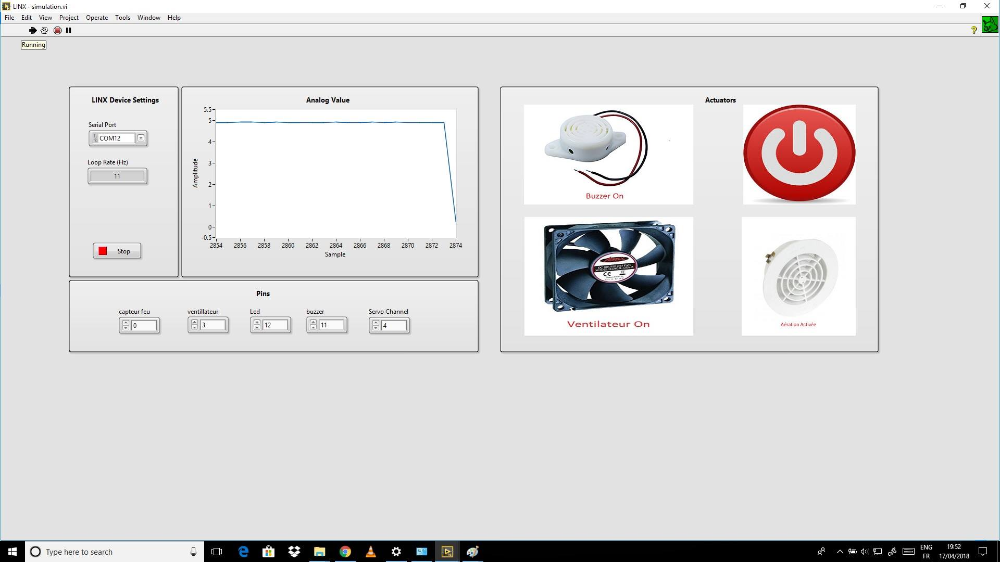 LINX - simulation.vi
File Edit View Project Operate Tools Window Help
Running
LINX Device Settings
Serial Port
COM12
Loop Rate (Hz)
11
Stop
Analog Value
5.5
5
4
3
2
1
0
-0.5
Amplitude
2854 2856 2858 2860 2862 2864 2866 2868 2870 2872 2874
Sample
Pins
capteur feu ventillateur Led buzzer Servo Channel
0 3 12 11 4
Actuators
Buzzer On
DC BRUSHLESS FAN
CE
Ventilateur On
Aération Activée
Type here to search
ENG
FR
19:52
17/04/2018